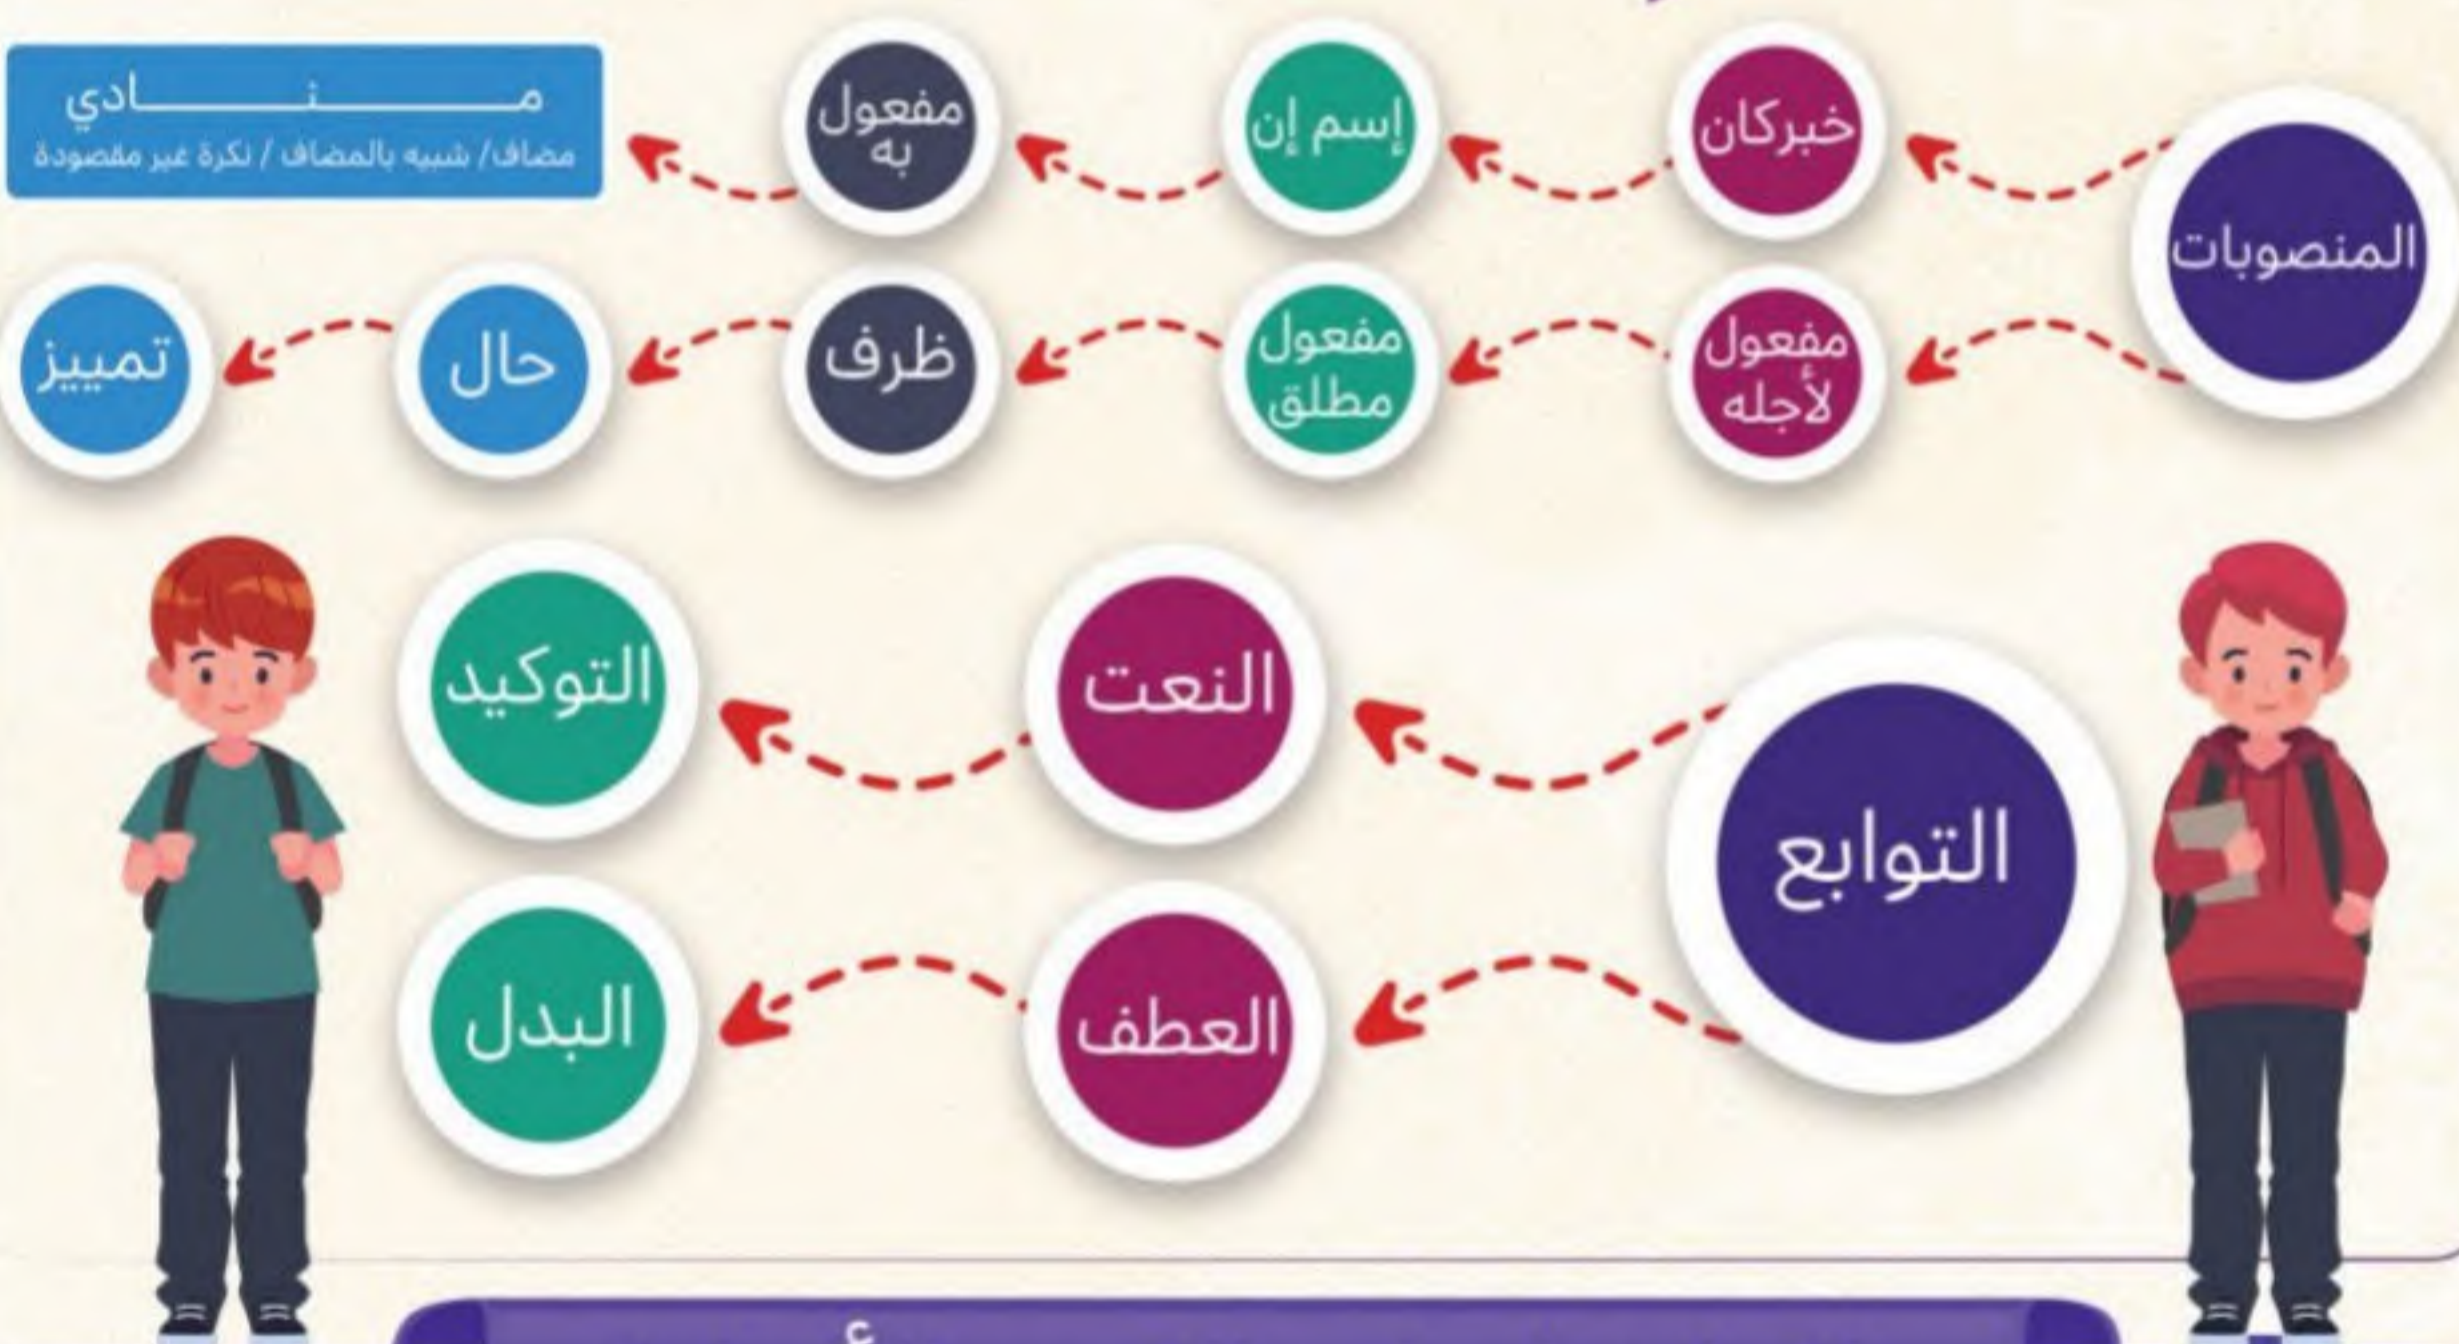 المنصوبات
خبركان
إسم إن
مفعول
به
منادي
مضاف/ شبيه بالمضاف / نكرة غير مقصودة
مفعول
لأجله
مفعول
مطلق
ظرف
حال
تمييز
التوابع
النعت
التوكيد
العطف
البدل